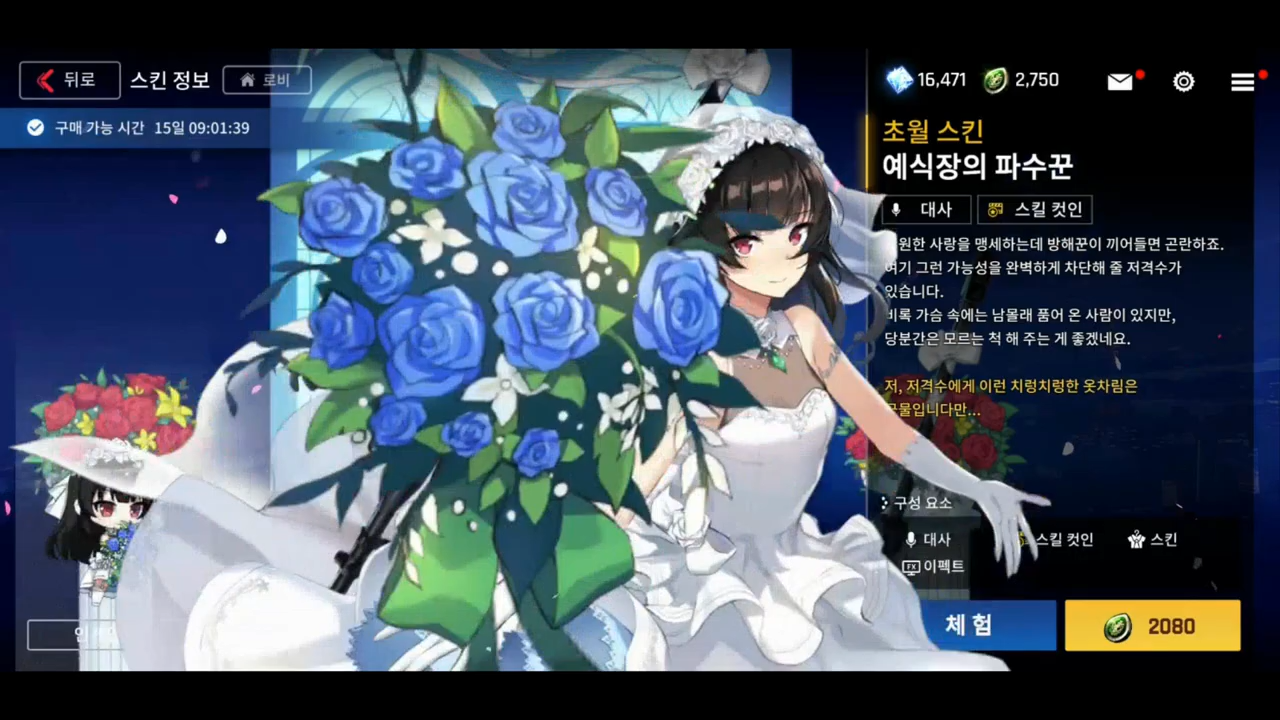 뒤로
스킨 정보
로비
16,471
2,750
구매 가능 시간 15일 09:01:39
초월 스킨
예식장의 파수꾼
대사
스킬 컷인
원한 사랑을 맹세하는데 방해꾼이 끼어들면 곤란하죠.
여기 그런 가능성을 완벽하게 차단해 줄 저격수가
있습니다.
비록 가슴 속에는 남몰래 품어 온 사람이 있지만,
당분간은 모르는 척 해 주는 게 좋겠네요.
저, 저격수에게 이런 치렁치렁한 옷차림은
구성 요소
대사
스킬 컷인
스킨
FX 이펙트
체험
2080